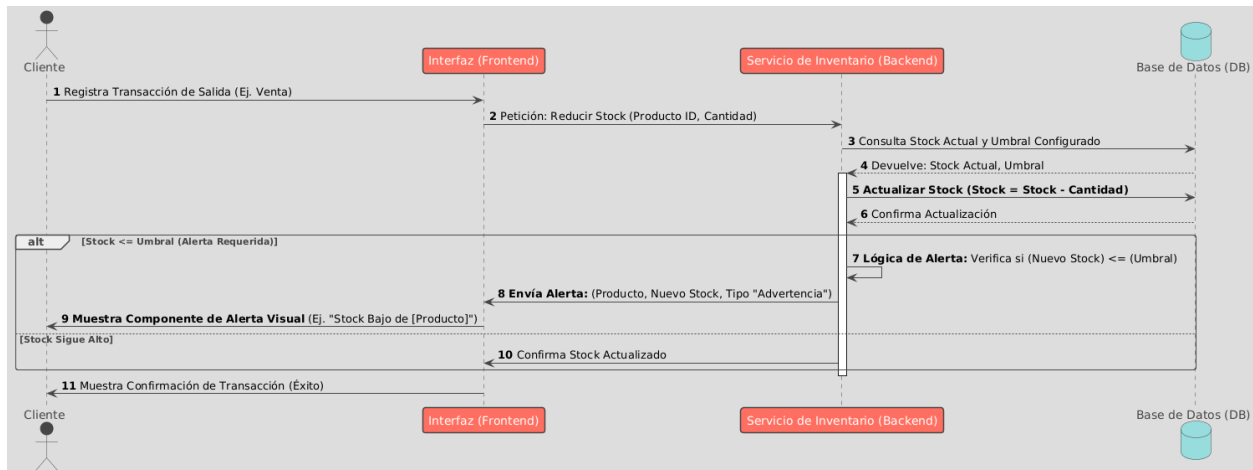 Cliente
Interfaz (Frontend)
Servicio de Inventario (Backend)
Base de Datos (DB)
1 Registra Transacción de Salida (Ej. Venta)
2 Petición: Reducir Stock (Producto ID, Cantidad)
3 Consulta Stock Actual y Umbral Configurado
4 Devuelve: Stock Actual, Umbral
5 Actualizar Stock (Stock = Stock - Cantidad)
6 Confirma Actualización
alt [Stock <= Umbral (Alerta Requerida)]
7 Lógica de Alerta: Verifica si (Nuevo Stock) <= (Umbral)
8 Envía Alerta: (Producto, Nuevo Stock, Tipo "Advertencia")
9 Muestra Componente de Alerta Visual (Ej. "Stock Bajo de [Producto]")
[Stock Sigue Alto]
10 Confirma Stock Actualizado
11 Muestra Confirmación de Transacción (Éxito)
Cliente
Interfaz (Frontend)
Servicio de Inventario (Backend)
Base de Datos (DB)